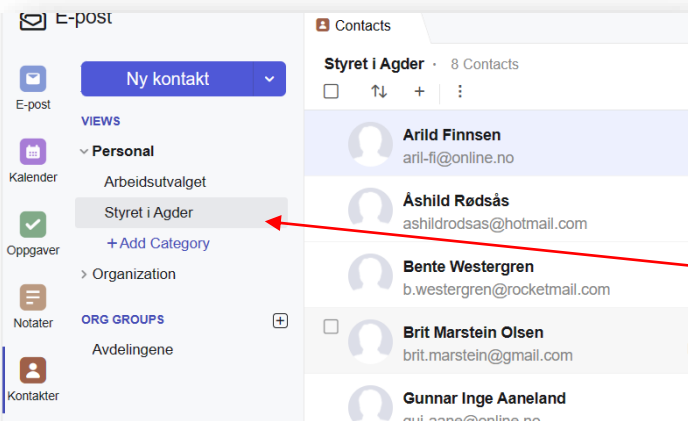 E-post
Contacts
E-post
Kalender
Oppgaver
Notater
Kontakter
Ny kontakt
VIEWS
Personal
Arbeidsutvalget
Styret i Agder
+Add Category
Organization
ORG GROUPS
Avdelingene
Styret i Agder · 8 Contacts
Arild Finnsen
aril-fi@online.no
Åshild Rødsås
ashildrodsas@hotmail.com
Bente Westergren
b.westergren@rocketmail.com
Brit Marstein Olsen
brit.marstein@gmail.com
Gunnar Inge Aaneland